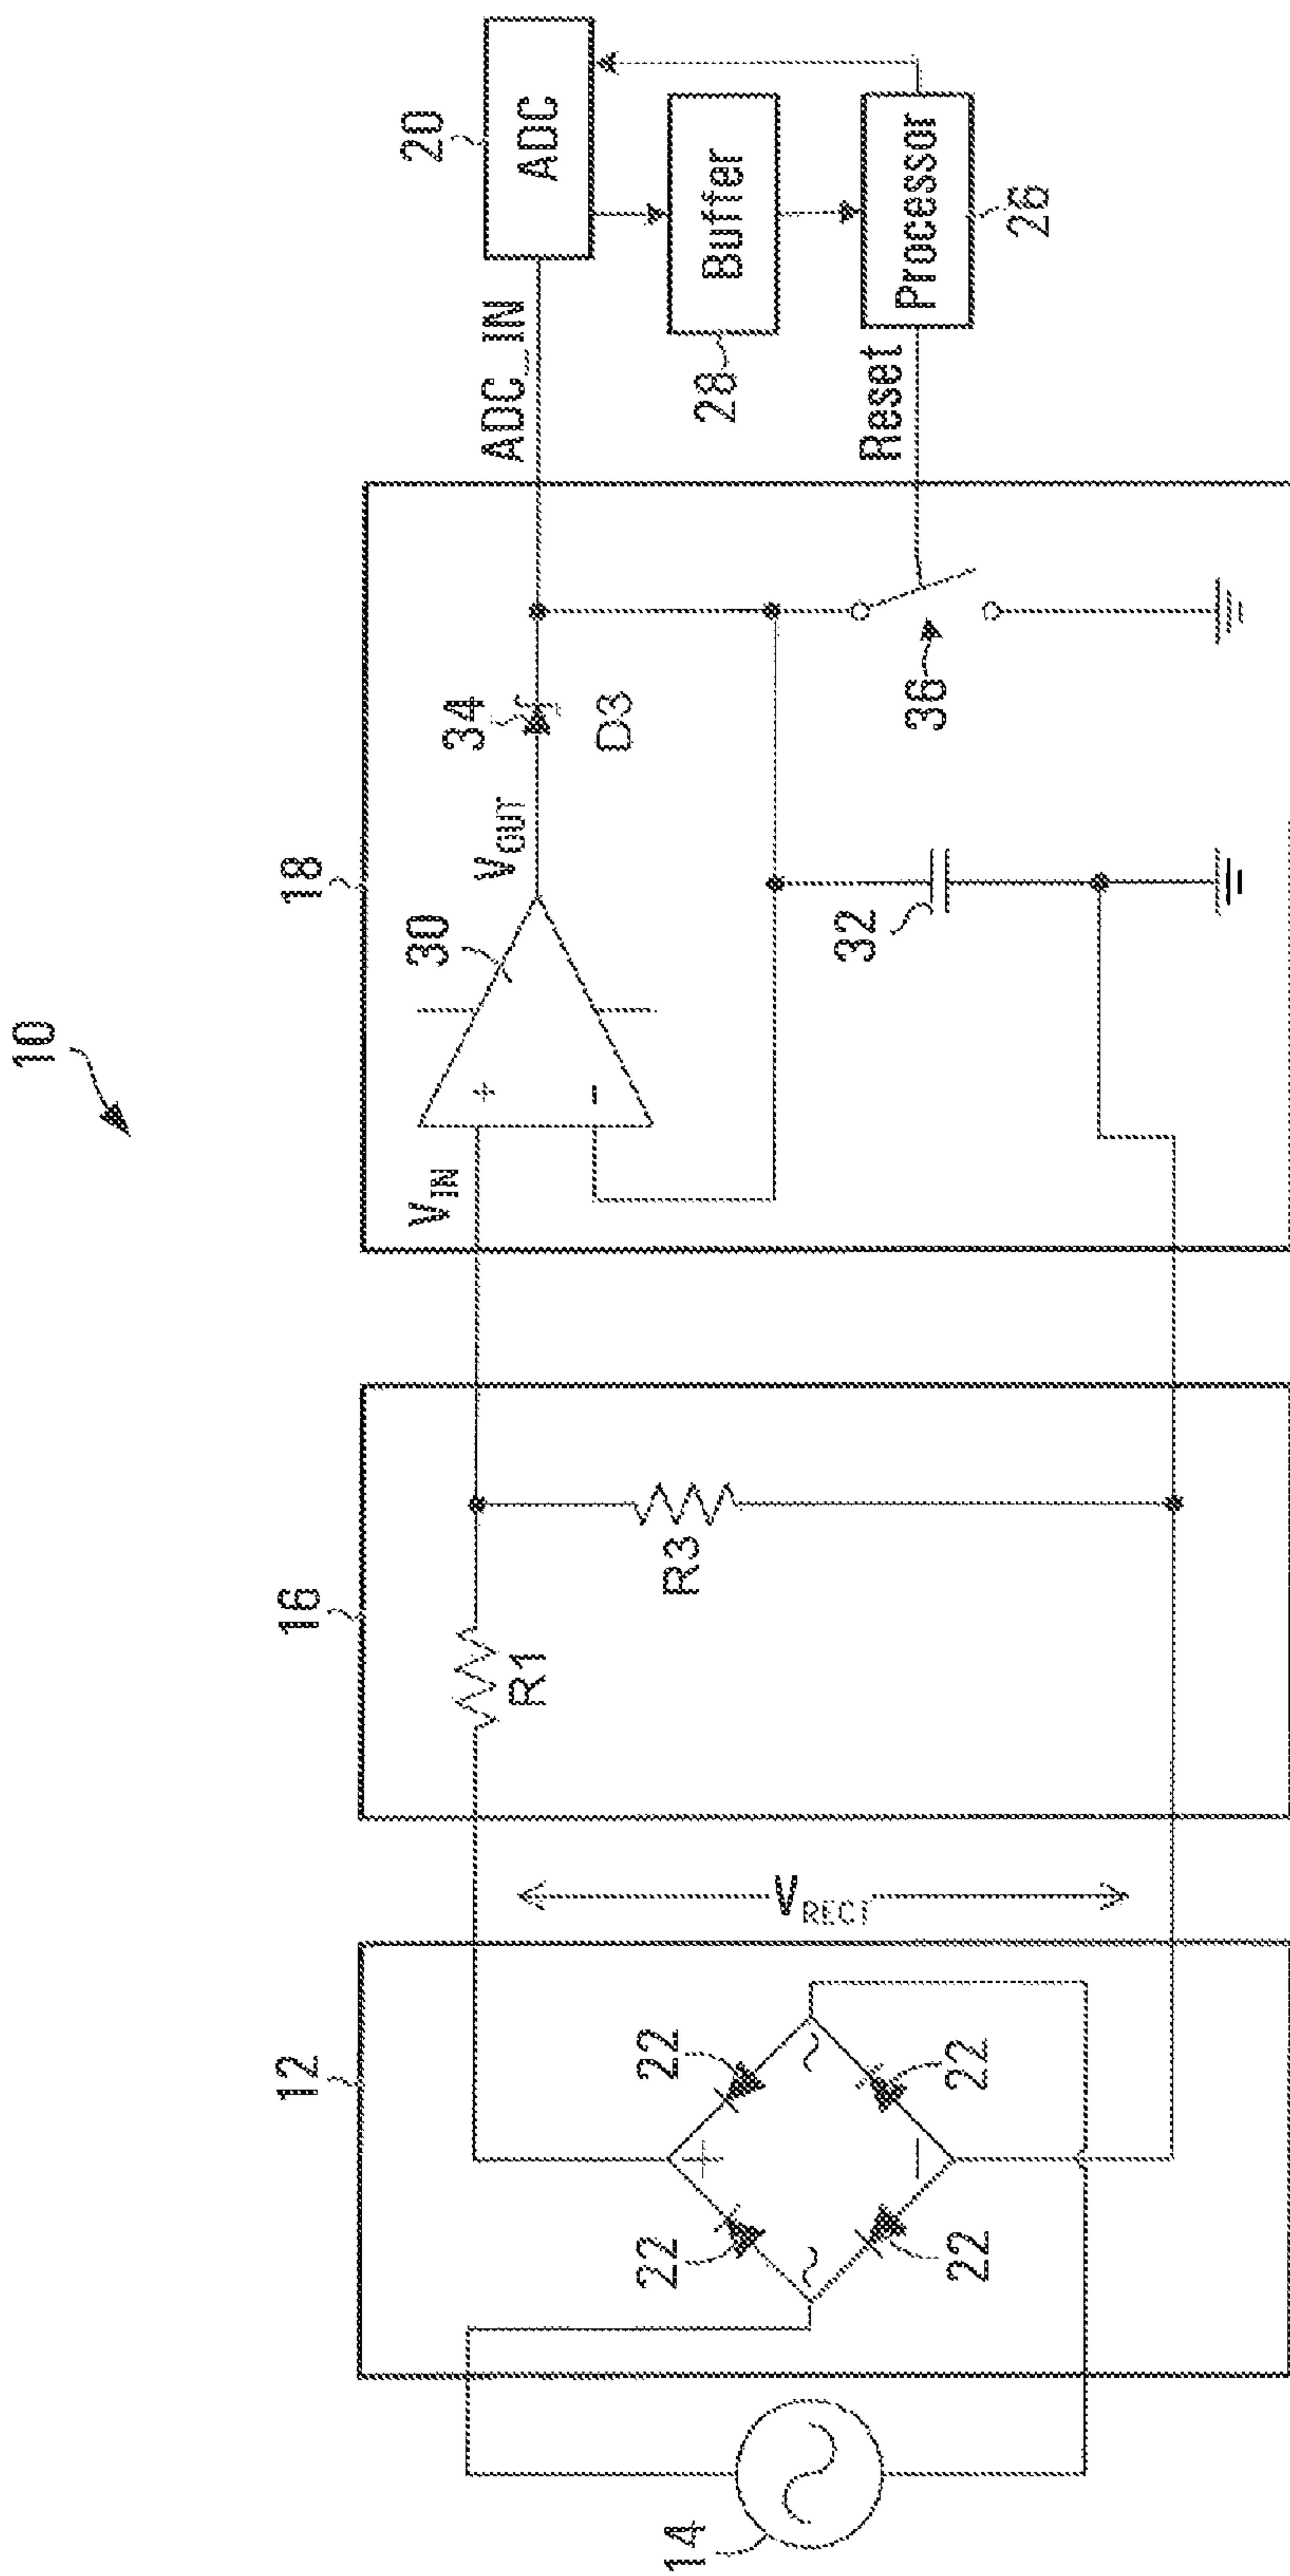 10
12
16
18
20
ADC
ADC_IN
Buffer
28
Processor
26
Reset
14
22
22
22
22
+
−
~
~
VRECT
R1
R3
VIN
+
−
30
VOUT
34
D3
32
36